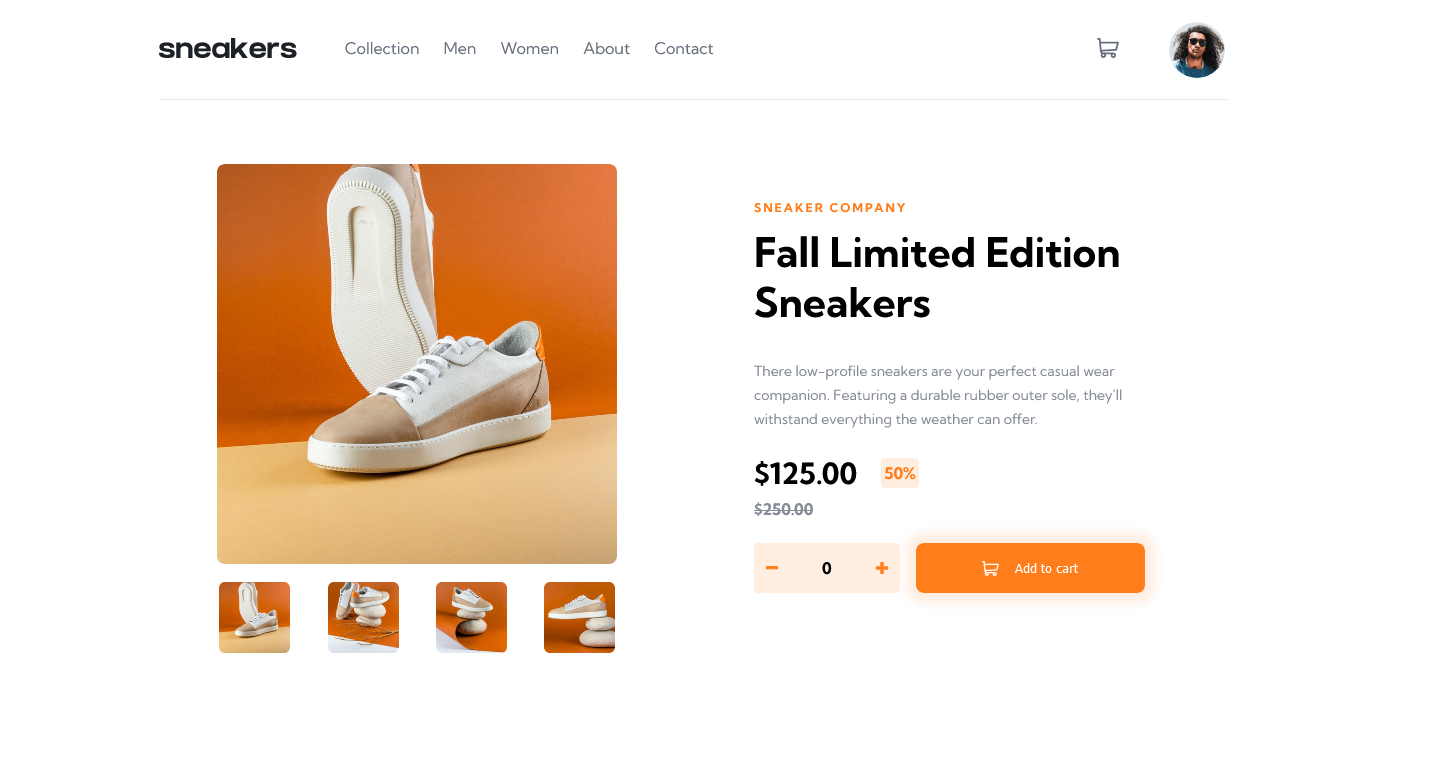 sneakers
Collection Men Women About Contact
SNEAKER COMPANY
Fall Limited Edition
Sneakers
There low-profile sneakers are your perfect casual wear
companion. Featuring a durable rubber outer sole, they'll
withstand everything the weather can offer.
$125.00 50%
$250.00
0 Add to cart